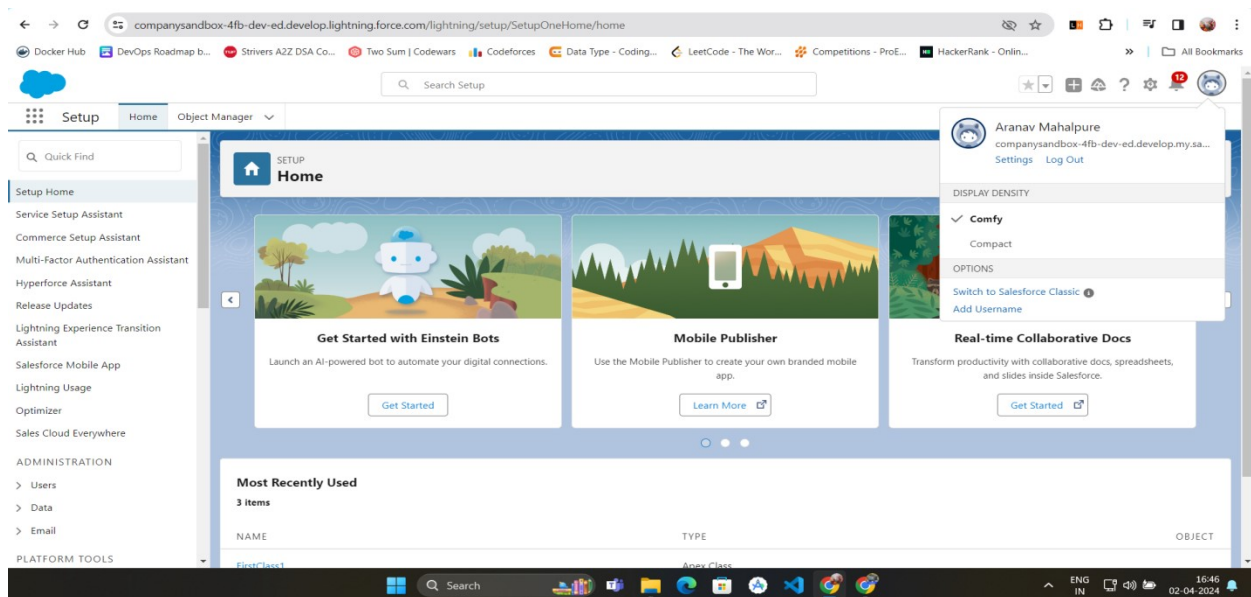 companysandbox-4fb-dev-ed.develop.lightning.force.com/lightning/setup/SetupOneHome/home
Docker Hub DevOps Roadmap b... Strivers A2Z DSA Co... Two Sum | Codewars Codeforces Data Type - Coding... LeetCode - The Wor... Competitions - ProE... HackerRank - Onlin... » All Bookmarks
Search Setup
12
Setup Home Object Manager
Aranav Mahalpure
companysandbox-4fb-dev-ed.develop.my.sa...
Settings Log Out
DISPLAY DENSITY
Comfy
Compact
OPTIONS
Switch to Salesforce Classic
Add Username
Quick Find
Setup Home
Service Setup Assistant
Commerce Setup Assistant
Multi-Factor Authentication Assistant
Hyperforce Assistant
Release Updates
Lightning Experience Transition
Assistant
Salesforce Mobile App
Lightning Usage
Optimizer
Sales Cloud Everywhere
ADMINISTRATION
Users
Data
Email
PLATFORM TOOLS
SETUP
Home
Get Started with Einstein Bots
Launch an AI-powered bot to automate your digital connections.
Get Started
Mobile Publisher
Use the Mobile Publisher to create your own branded mobile
app.
Learn More
Real-time Collaborative Docs
Transform productivity with collaborative docs, spreadsheets,
and slides inside Salesforce.
Get Started
Most Recently Used
3 items
NAME TYPE OBJECT
FirstClass1 Apex Class
Search
ENG
IN
16:46
02-04-2024